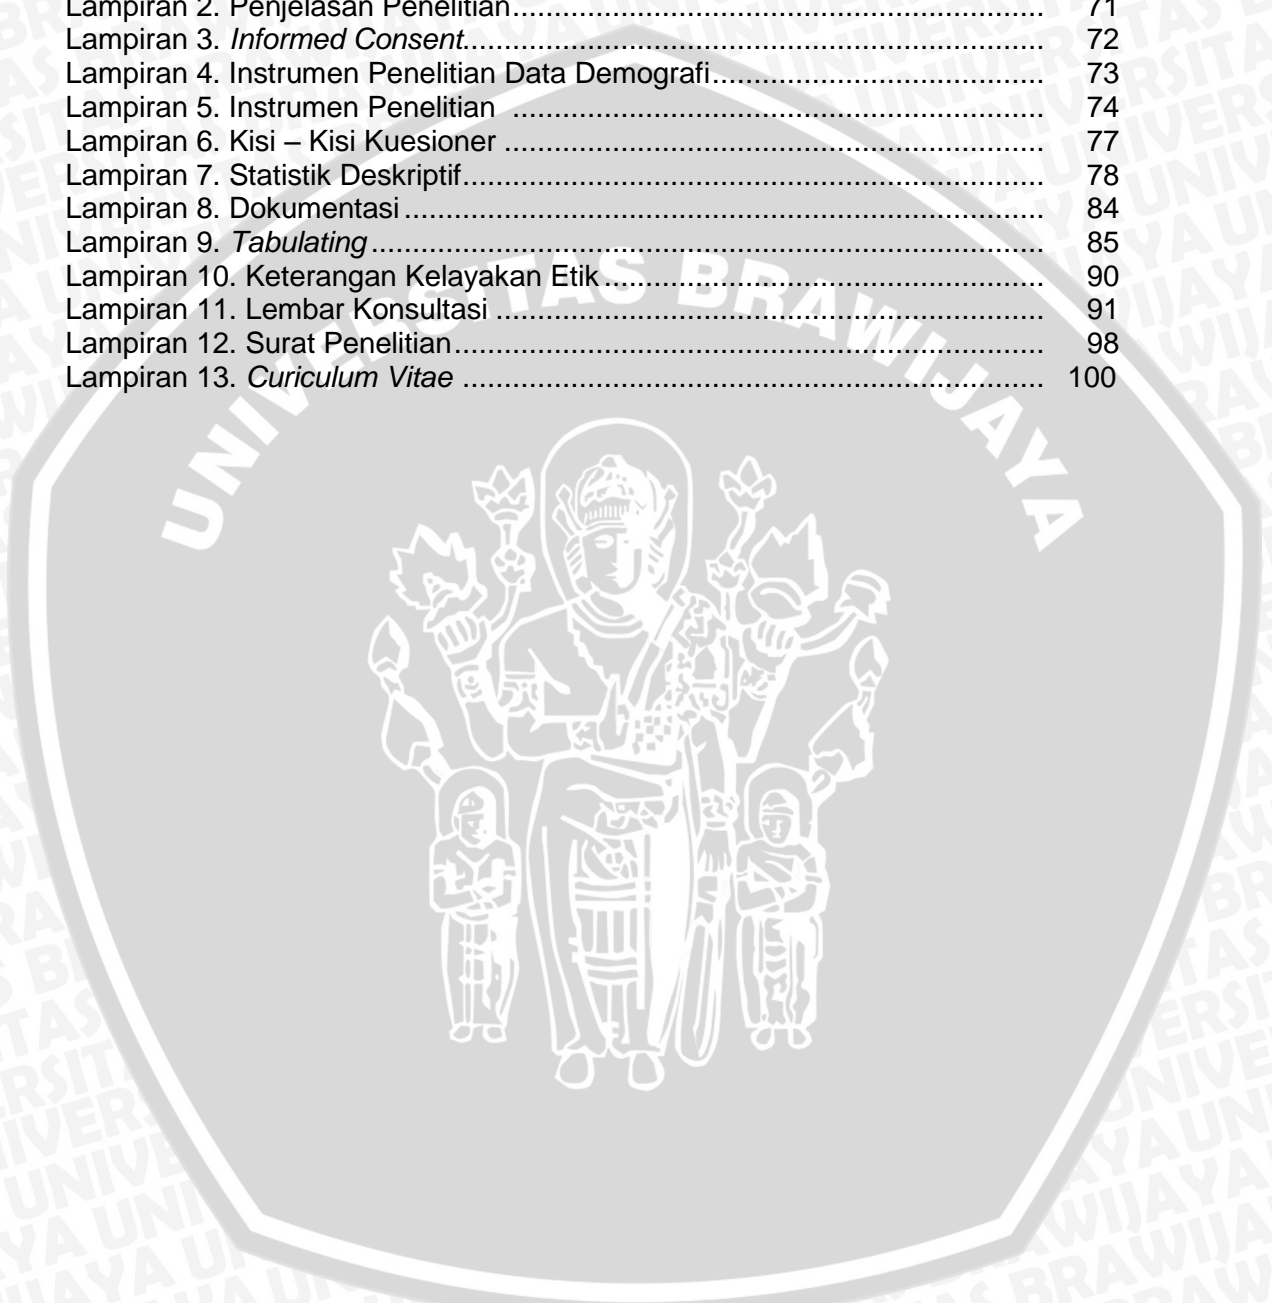 Lampiran 2. Penjelasan Penelitian.................................................................. 71
Lampiran 3. Informed Consent........................................................................ 72
Lampiran 4. Instrumen Penelitian Data Demografi......................................... 73
Lampiran 5. Instrumen Penelitian ................................................................. 74
Lampiran 6. Kisi – Kisi Kuesioner .................................................................. 77
Lampiran 7. Statistik Deskriptif........................................................................ 78
Lampiran 8. Dokumentasi ............................................................................... 84
Lampiran 9. Tabulating ................................................................................... 85
Lampiran 10. Keterangan Kelayakan Etik ...................................................... 90
Lampiran 11. Lembar Konsultasi ................................................................... 91
Lampiran 12. Surat Penelitian......................................................................... 98
Lampiran 13. Curiculum Vitae ....................................................................... 100
UNIVERSITAS BRAWIJAYA